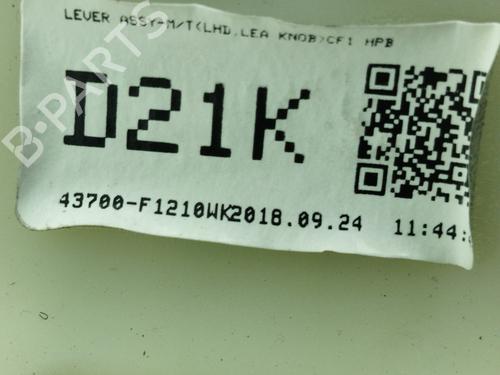 LEVER ASSY-M/T(LHD,LEA KNOB)CF1 HPB
D21K
43700-F1210WK2018.09.24 11:44:
B-PARTS